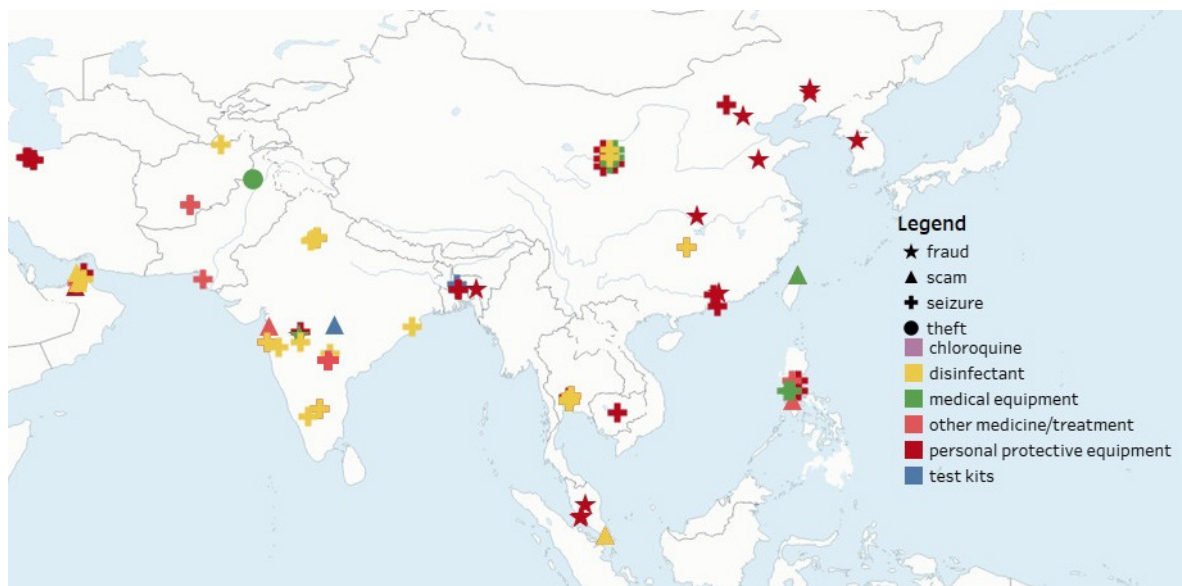 Legend
fraud
scam
seizure
theft
chloroquine
disinfectant
medical equipment
other medicine/treatment
personal protective equipment
test kits